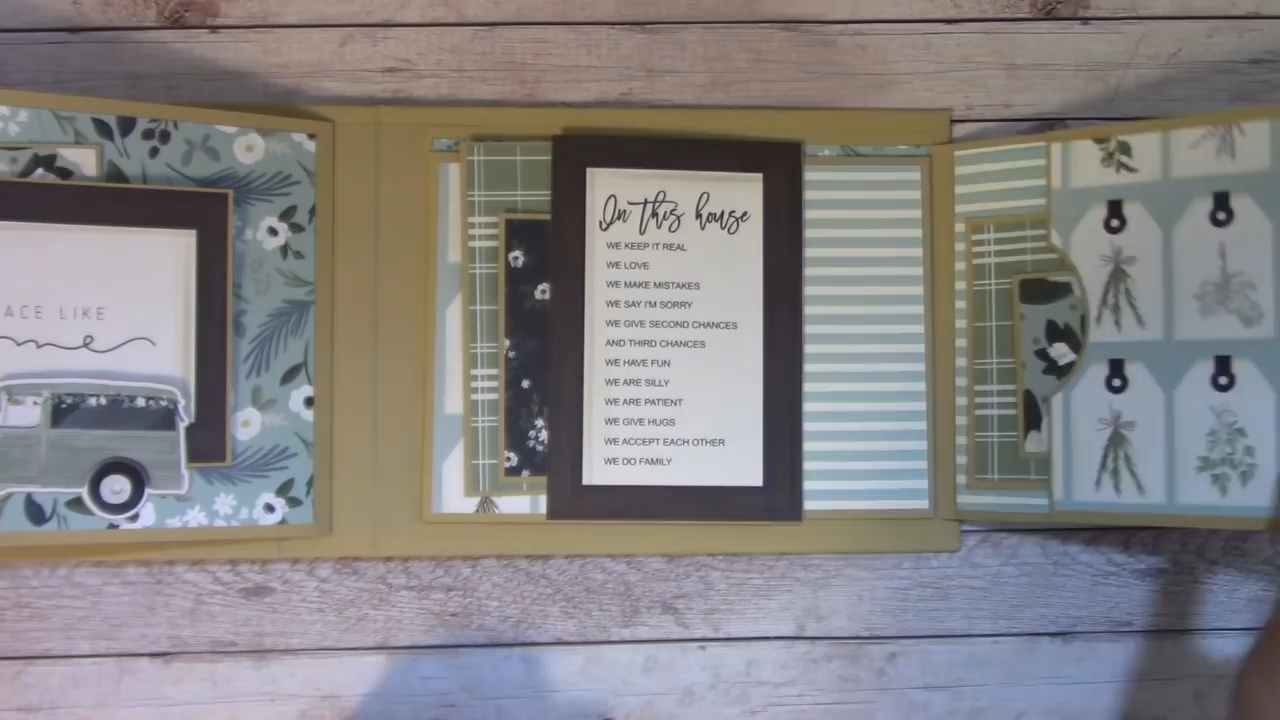 ACE LIKE
me
In this house
WE KEEP IT REAL
WE LOVE
WE MAKE MISTAKES
WE SAY I'M SORRY
WE GIVE SECOND CHANCES
AND THIRD CHANCES
WE HAVE FUN
WE ARE SILLY
WE ARE PATIENT
WE GIVE HUGS
WE ACCEPT EACH OTHER
WE DO FAMILY